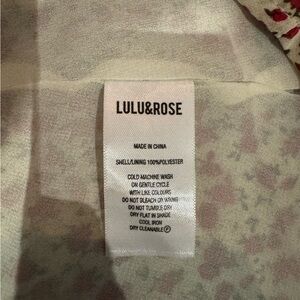 LULU&ROSE
MADE IN CHINA
SHELL/LINING 100%POLYESTER
COLD MACHINE WASH
ON GENTLE CYCLE
WITH LIKE COLOURS
DO NOT BLEACH OR WRING
DO NOT TUMBLE DRY
DRY FLAT IN SHADE
COOL IRON
DRY CLEANABLE Ⓟ